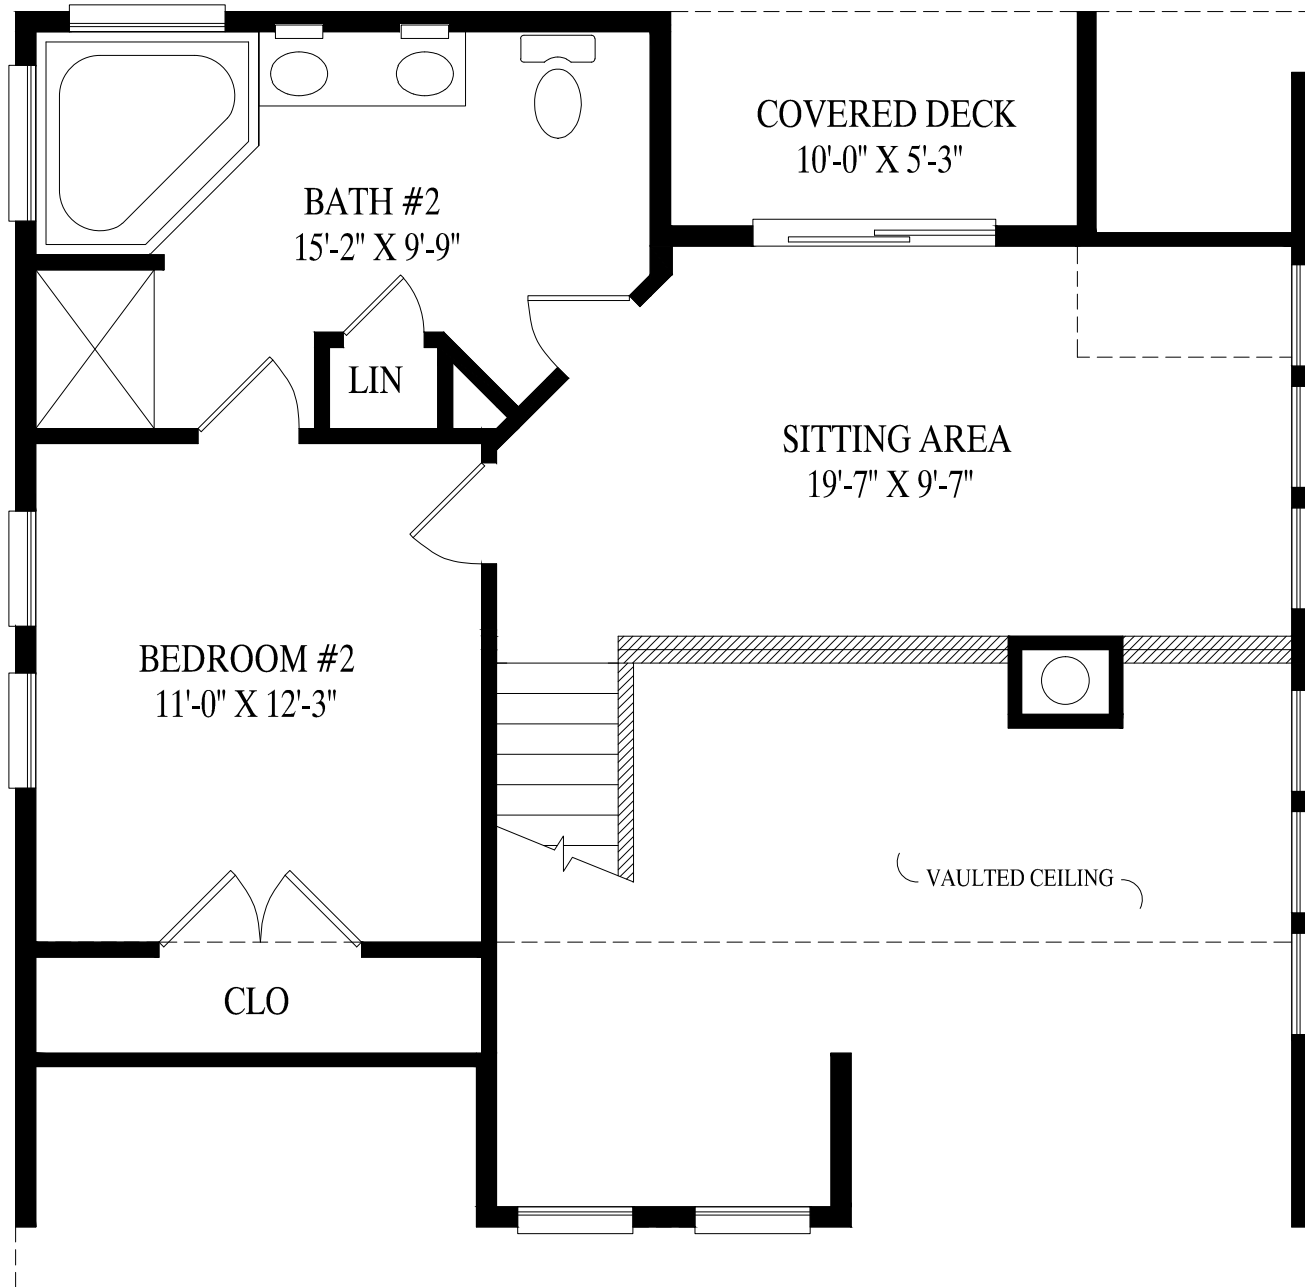 COVERED DECK
10'-0" X 5'-3"
BATH #2
15'-2" X 9'-9"
LIN
SITTING AREA
19'-7" X 9'-7"
BEDROOM #2
11'-0" X 12'-3"
VAULTED CEILING
CLO